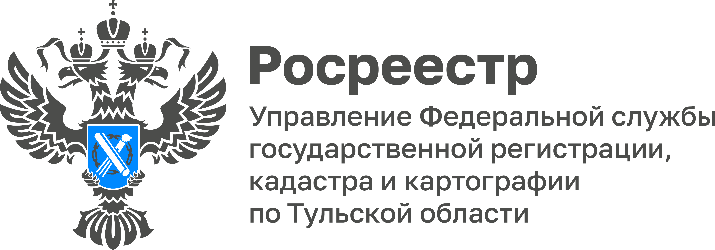 Росреестр
Управление Федеральной службы
государственной регистрации,
кадастра и картографии
по Тульской области